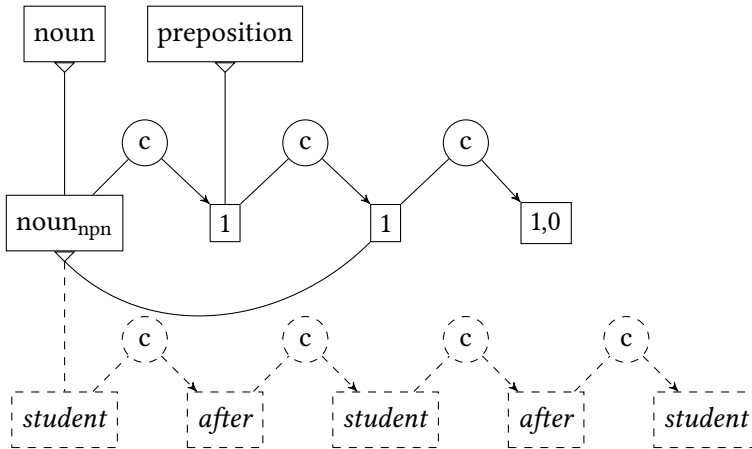 noun preposition
c c c
noun_npn 1 1 1,0
c c c c
student after student after student